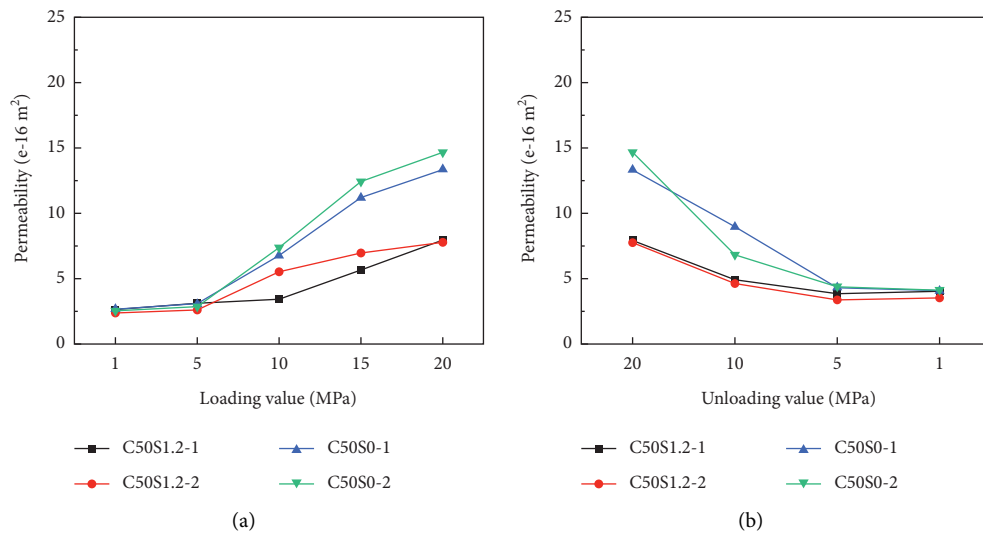 25
20
15
10
5
0
Permeability (e-16 m²)
1 5 10 15 20
Loading value (MPa)
C50S1.2-1 C50S0-1
C50S1.2-2 C50S0-2
(a)
25
20
15
10
5
0
Permeability (e-16 m²)
20 10 5 1
Unloading value (MPa)
C50S1.2-1 C50S0-1
C50S1.2-2 C50S0-2
(b)